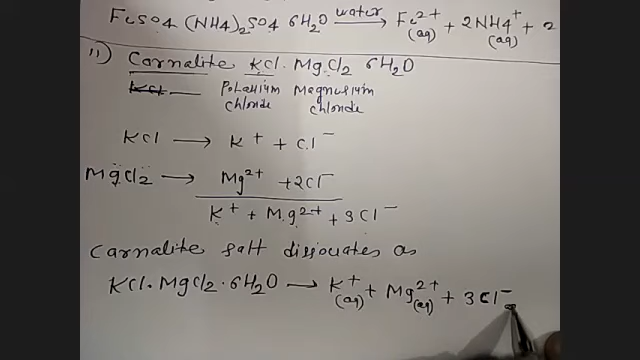 FeSO4 (NH4)2SO4 6H2O water → Fe2+ (aq) + 2NH4+ (aq) + 2
11) Carnalite KCl. MgCl2 6H2O
KCl — Potassium chloride Magnesium chloride
KCl → K+ + Cl−
MgCl2 → Mg2+ + 2Cl−
K+ + Mg2+ + 3Cl−
Carnalite salt dissociates as
KCl. MgCl2. 6H2O → K+ (aq) + Mg2+ (aq) + 3Cl−